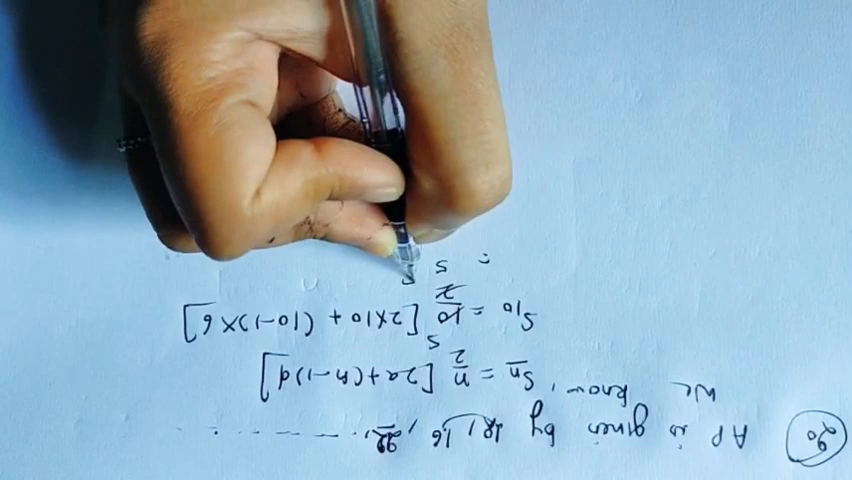 20 AP is given by 10, 16, 22, ...........
We know, Sn = n/2 [2a+(n-1)d]
S10 = 10/2 [2×10 + (10-1)×6]
= 5 [